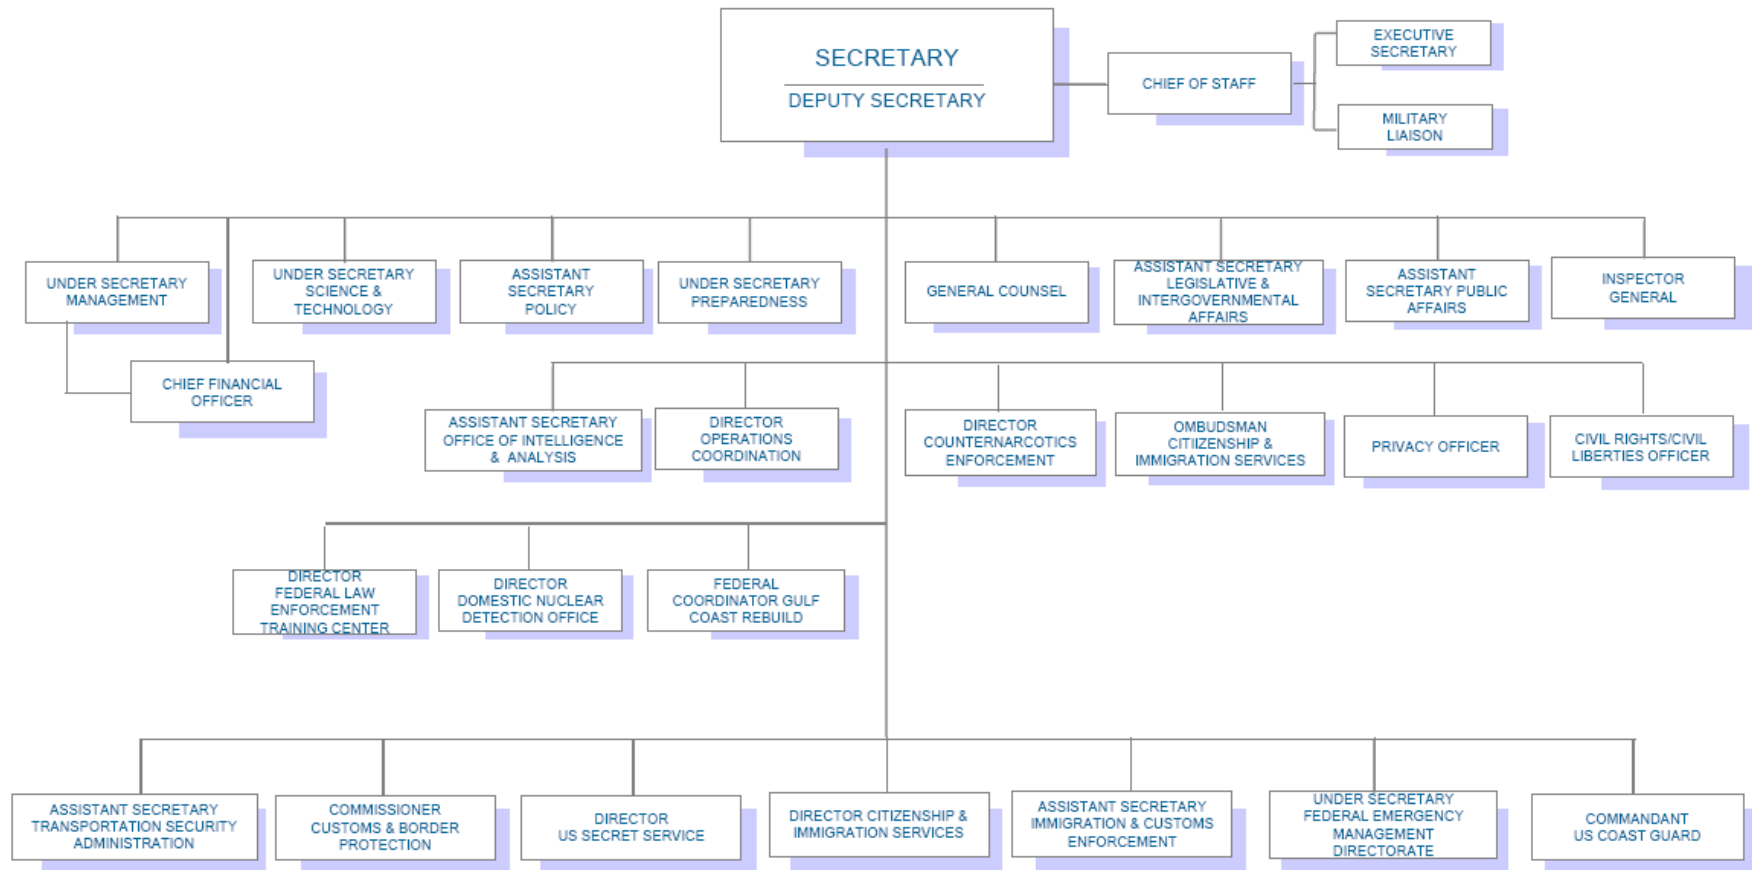 SECRETARY
DEPUTY SECRETARY
CHIEF OF STAFF
EXECUTIVE
SECRETARY
MILITARY
LIAISON
UNDER SECRETARY
MANAGEMENT
UNDER SECRETARY
SCIENCE &
TECHNOLOGY
ASSISTANT
SECRETARY
POLICY
UNDER SECRETARY
PREPAREDNESS
GENERAL COUNSEL
ASSISTANT SECRETARY
LEGISLATIVE &
INTERGOVERNMENTAL
AFFAIRS
ASSISTANT
SECRETARY PUBLIC
AFFAIRS
INSPECTOR
GENERAL
CHIEF FINANCIAL
OFFICER
ASSISTANT SECRETARY
OFFICE OF INTELLIGENCE
& ANALYSIS
DIRECTOR
OPERATIONS
COORDINATION
DIRECTOR
COUNTERNARCOTICS
ENFORCEMENT
OMBUDSMAN
CITIIZENSHIP &
IMMIGRATION SERVICES
PRIVACY OFFICER
CIVIL RIGHTS/CIVIL
LIBERTIES OFFICER
DIRECTOR
FEDERAL LAW
ENFORCEMENT
TRAINING CENTER
DIRECTOR
DOMESTIC NUCLEAR
DETECTION OFFICE
FEDERAL
COORDINATOR GULF
COAST REBUILD
ASSISTANT SECRETARY
TRANSPORTATION SECURITY
ADMINISTRATION
COMMISSIONER
CUSTOMS & BORDER
PROTECTION
DIRECTOR
US SECRET SERVICE
DIRECTOR CITIZENSHIP &
IMMIGRATION SERVICES
ASSISTANT SECRETARY
IMMIGRATION & CUSTOMS
ENFORCEMENT
UNDER SECRETARY
FEDERAL EMERGENCY
MANAGEMENT
DIRECTORATE
COMMANDANT
US COAST GUARD